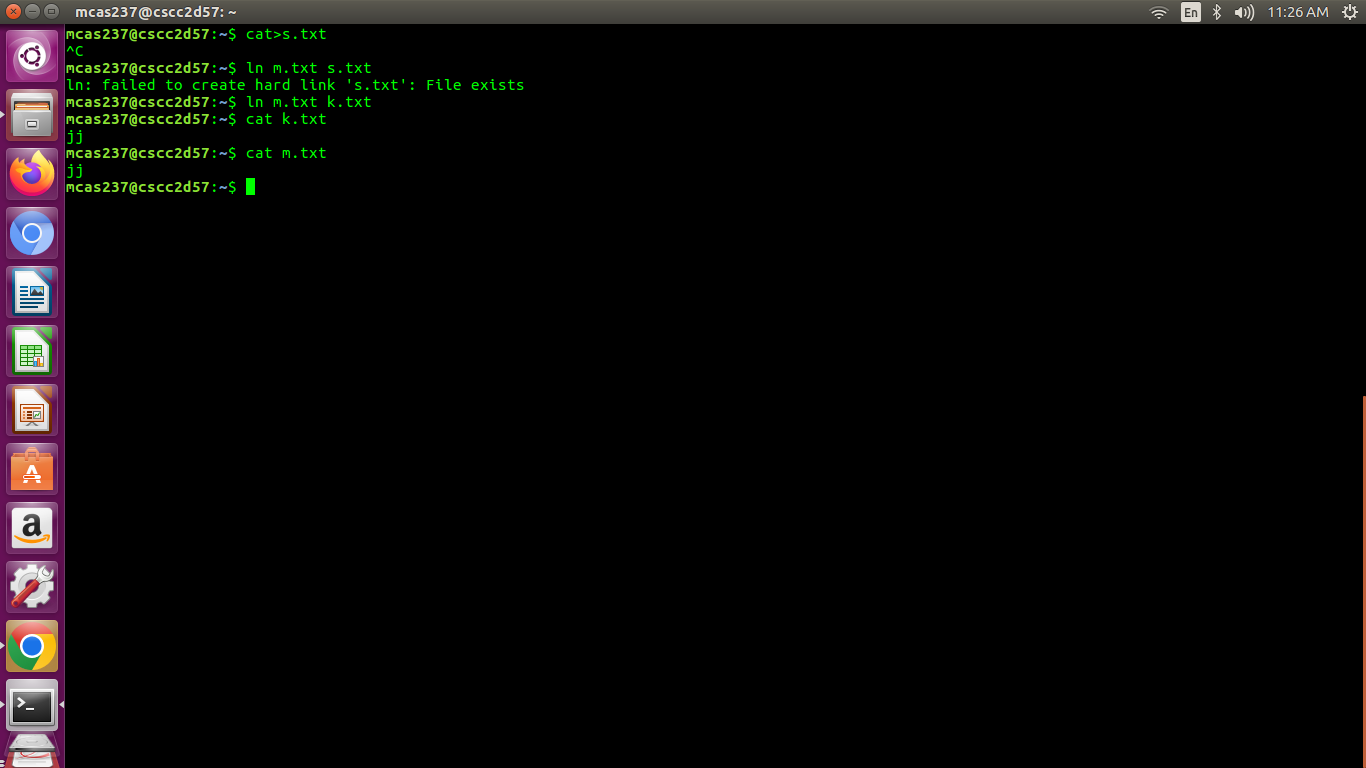 mcas237@cscc2d57: ~
En
11:26 AM
mcas237@cscc2d57:~$ cat>s.txt
^C
mcas237@cscc2d57:~$ ln m.txt s.txt
ln: failed to create hard link 's.txt': File exists
mcas237@cscc2d57:~$ ln m.txt k.txt
mcas237@cscc2d57:~$ cat k.txt
jj
mcas237@cscc2d57:~$ cat m.txt
jj
mcas237@cscc2d57:~$